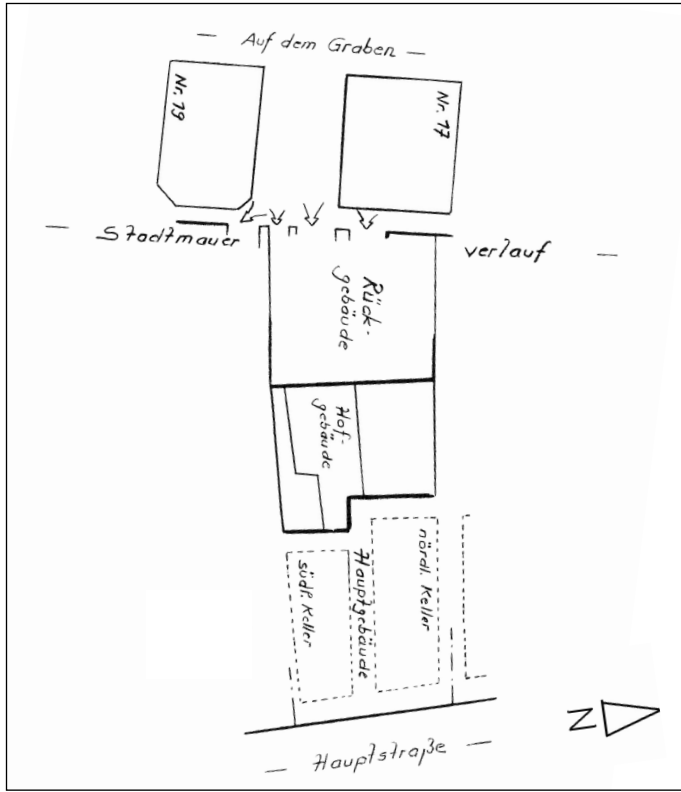 — Auf dem Graben —
Nr. 19
Nr. 17
— Stadtmauer
verlauf —
Rück-
gebäude
Hof-
gebäude
südl. Keller
Hauptgebäude
nördl. Keller
N
— Hauptstraße —